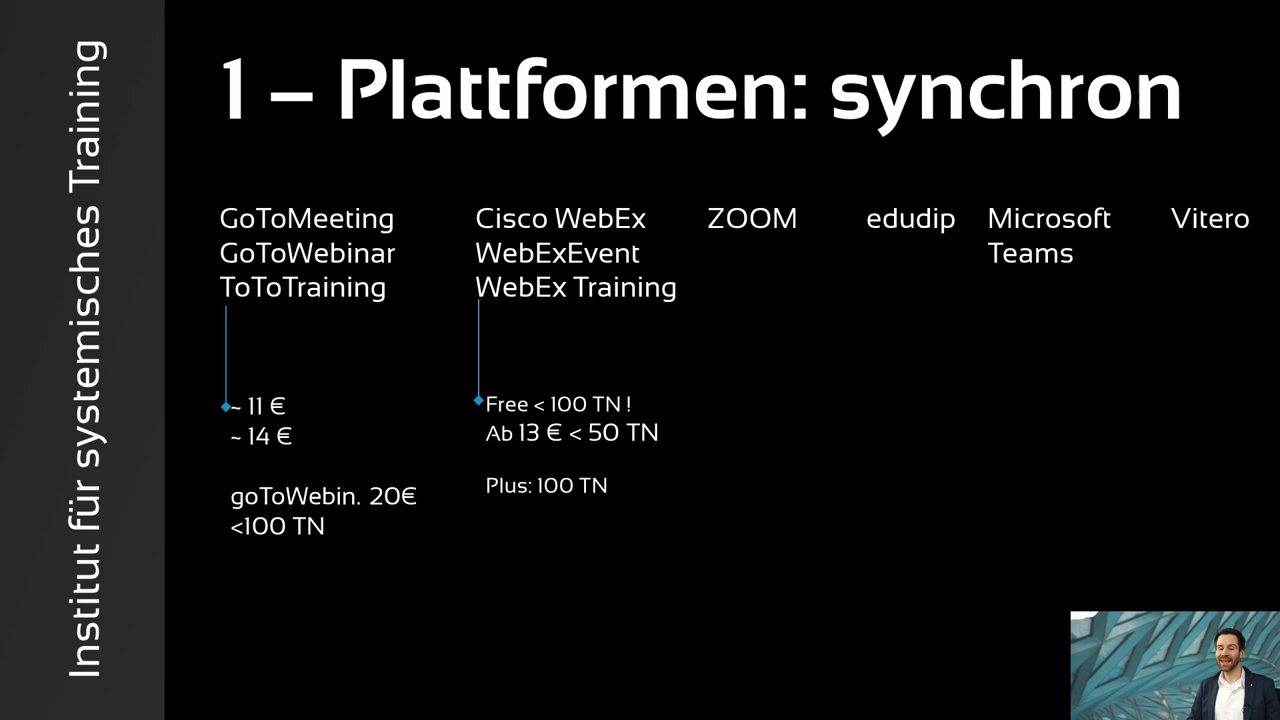 Institut für systemisches Training
1 – Plattformen: synchron
GoToMeeting
GoToWebinar
ToToTraining
Cisco WebEx
WebExEvent
WebEx Training
ZOOM
edudip
Microsoft
Teams
Vitero
~ 11 €
~ 14 €
goToWebin. 20€
<100 TN
Free < 100 TN !
Ab 13 € < 50 TN
Plus: 100 TN